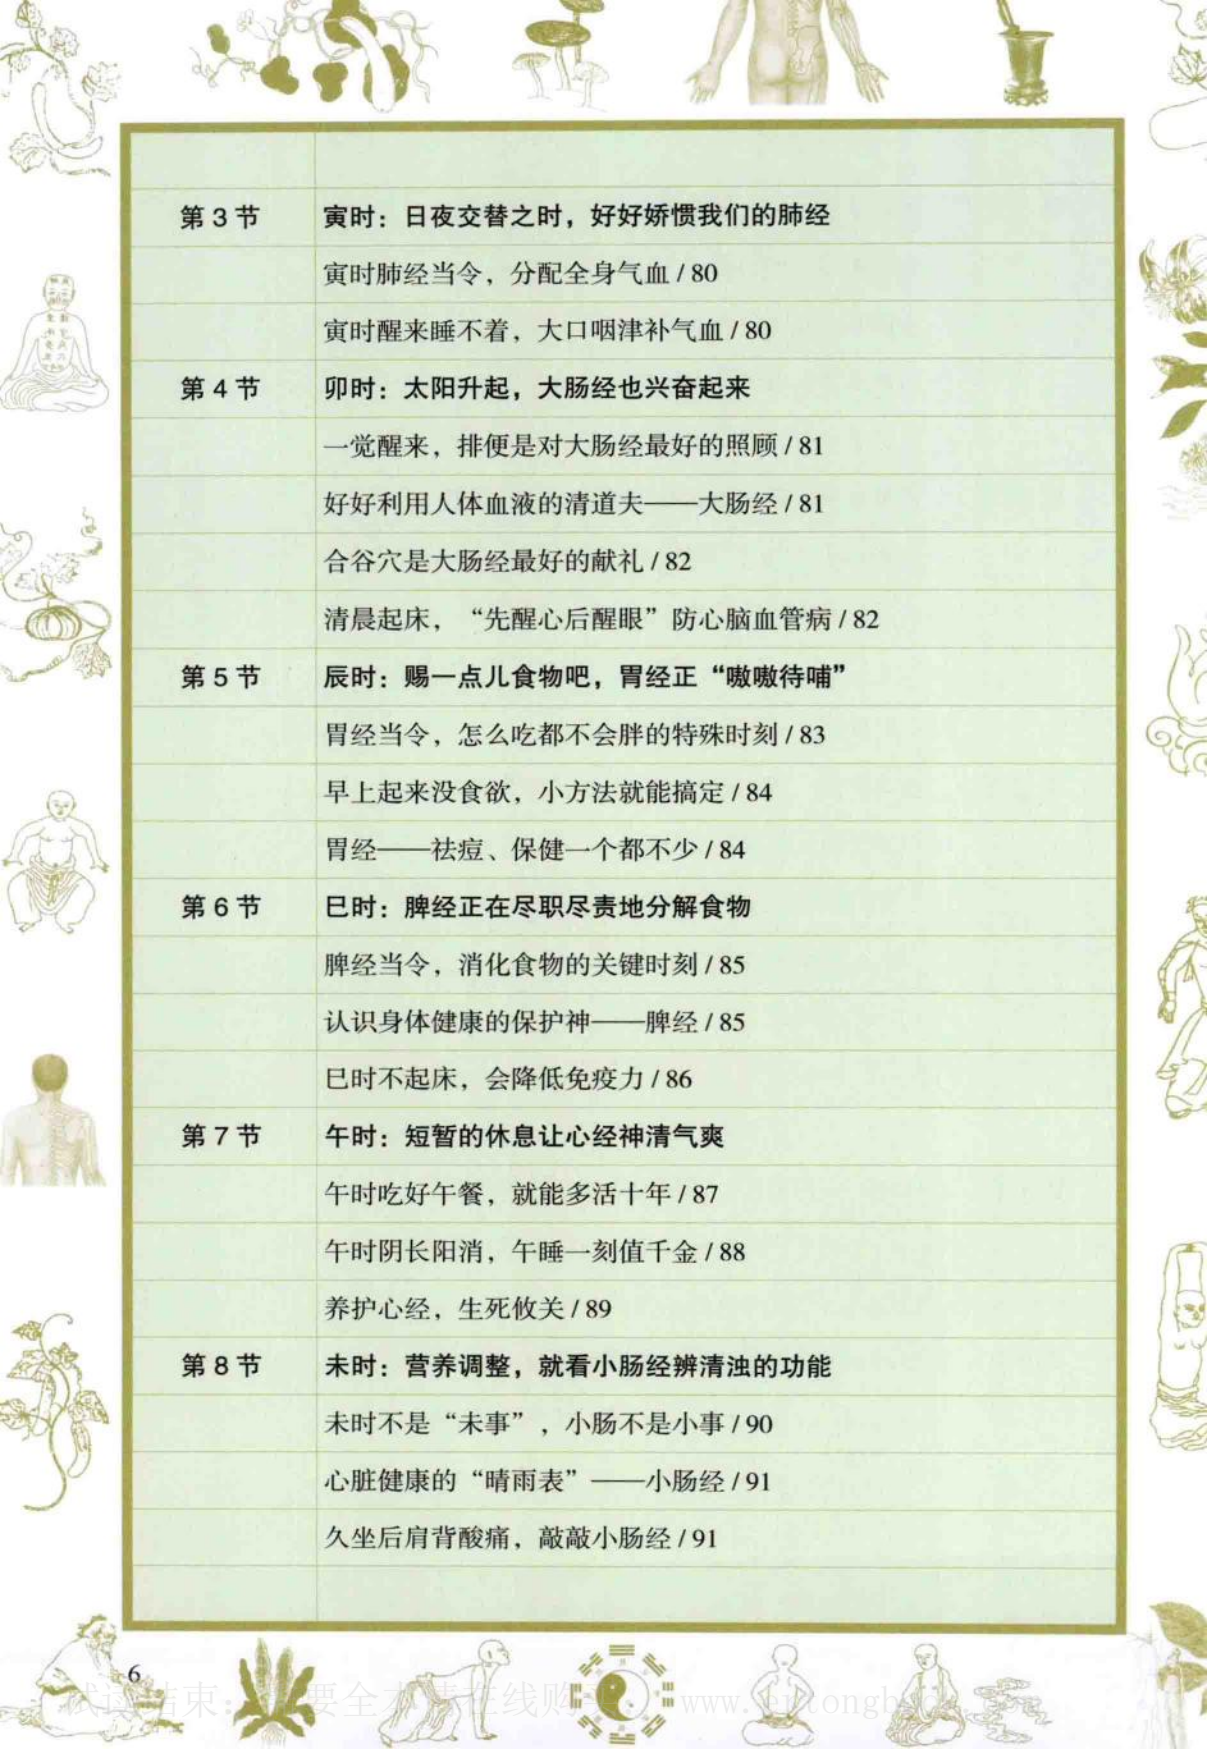 第3节 寅时：日夜交替之时，好好娇惯我们的肺经
寅时肺经当令，分配全身气血 / 80
寅时醒来睡不着，大口咽津补气血 / 80
第4节 卯时：太阳升起，大肠经也兴奋起来
一觉醒来，排便是对大肠经最好的照顾 / 81
好好利用人体血液的清道夫——大肠经 / 81
合谷穴是大肠经最好的献礼 / 82
清晨起床，“先醒心后醒眼”防心脑血管病 / 82
第5节 辰时：赐一点儿食物吧，胃经正“嗷嗷待哺”
胃经当令，怎么吃都不会胖的特殊时刻 / 83
早上起来没食欲，小方法就能搞定 / 84
胃经——祛痘、保健一个都不少 / 84
第6节 巳时：脾经正在尽职尽责地分解食物
脾经当令，消化食物的关键时刻 / 85
认识身体健康的保护神——脾经 / 85
巳时不起床，会降低免疫力 / 86
第7节 午时：短暂的休息让心经神清气爽
午时吃好午餐，就能多活十年 / 87
午时阴长阳消，午睡一刻值千金 / 88
养护心经，生死攸关 / 89
第8节 未时：营养调整，就看小肠经辨清浊的功能
未时不是“未事”，小肠不是小事 / 90
心脏健康的“晴雨表”——小肠经 / 91
久坐后肩背酸痛，敲敲小肠经 / 91
6